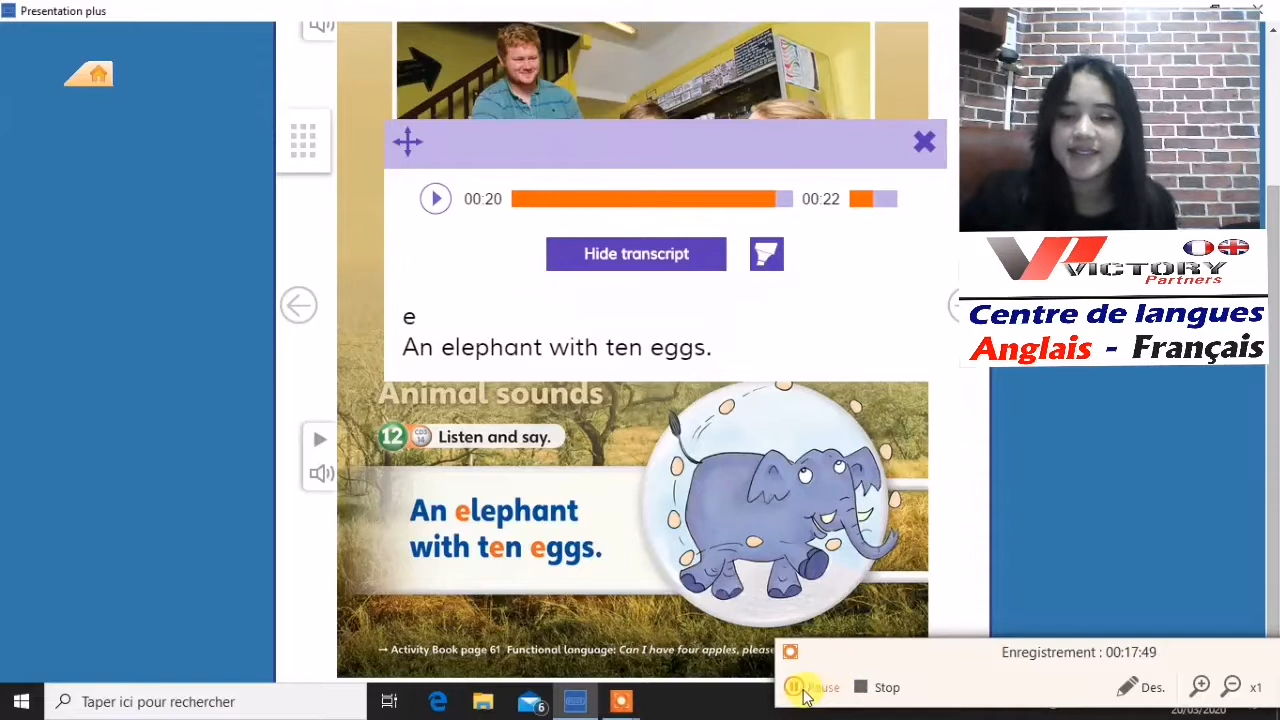 Presentation plus
00:20
00:22
Hide transcript
e
An elephant with ten eggs.
Animal sounds
12
Listen and say.
An elephant
with ten eggs.
→ Activity Book page 61 Functional language: Can I have four apples, please
VP VICTORY
Partners
Centre de langues
Anglais - Français
Enregistrement : 00:17:49
Pause
Stop
Des.
x1
Taper ici pour rechercher
6
20/03/2020